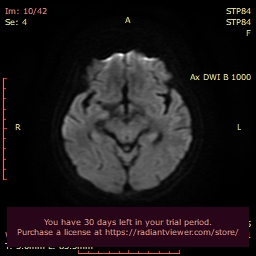 Im: 10/42
STP84
Se: 4
STP84
F
A
Ax DWI B 1000
R
L
You have 30 days left in your trial period.
Purchase a license at https://radiantviewer.com/store/